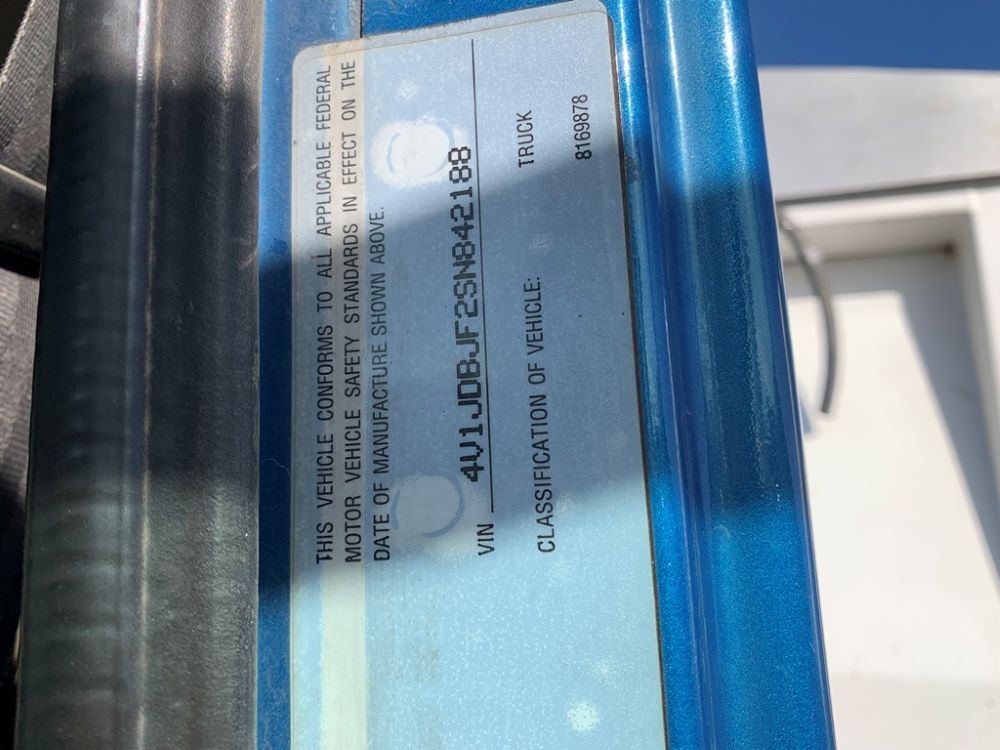 THIS VEHICLE CONFORMS TO ALL APPLICABLE FEDERAL
MOTOR VEHICLE SAFETY STANDARDS IN EFFECT ON THE
DATE OF MANUFACTURE SHOWN ABOVE.
VIN 4V1JDBJF2SN842188
CLASSIFICATION OF VEHICLE: TRUCK
8169878